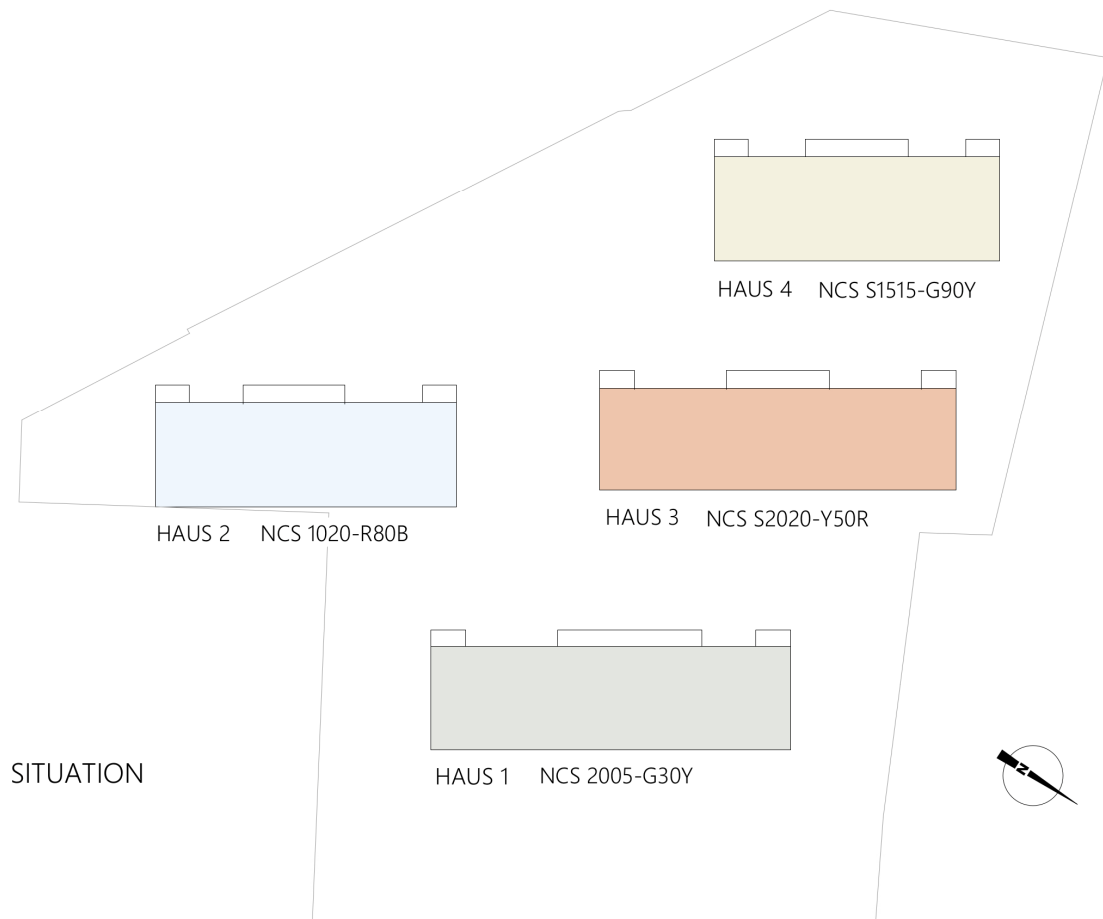 HAUS 4 NCS S1515-G90Y
HAUS 3 NCS S2020-Y50R
HAUS 2 NCS 1020-R80B
SITUATION
HAUS 1 NCS 2005-G30Y
N